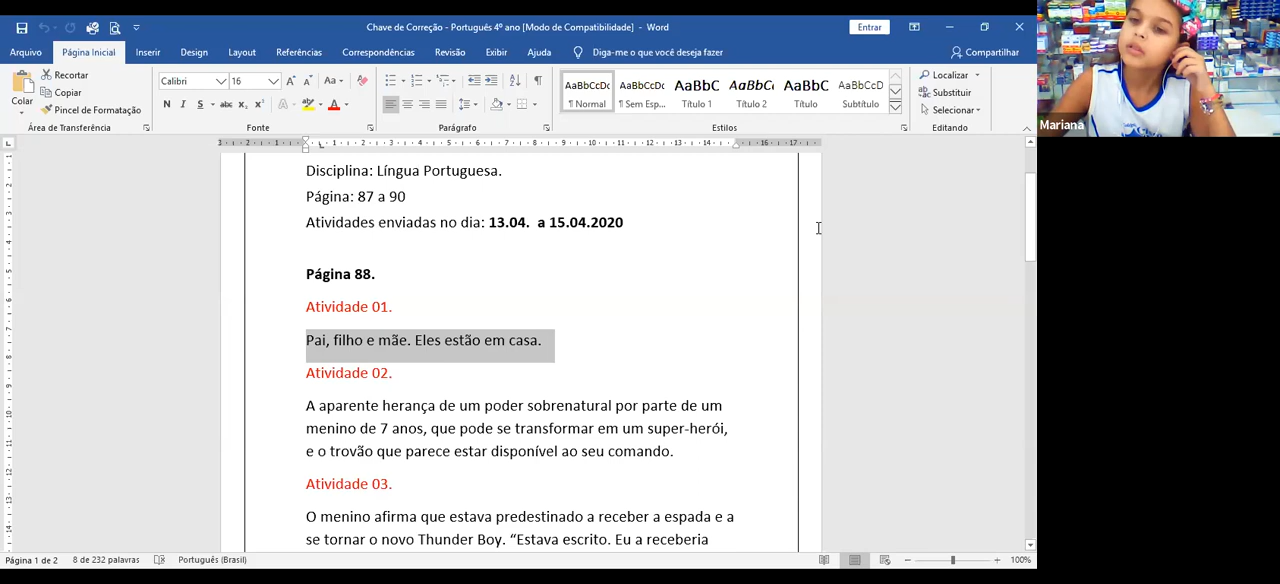 Chave de Correção - Português 4º ano [Modo de Compatibilidade] - Word
Entrar
Arquivo Página Inicial Inserir Design Layout Referências Correspondências Revisão Exibir Ajuda Diga-me o que você deseja fazer Compartilhar
Colar
Recortar
Copiar
Pincel de Formatação
Área de Transferência
Calibri 16
Fonte
Parágrafo
AaBbCcDc AaBbCcDc AaBbC AaBbCc AaBbC AaBbCcD
¶ Normal ¶ Sem Esp... Título 1 Título 2 Título Subtítulo
Estilos
Localizar
Substituir
Selecionar
Editando
Mariana
Disciplina: Língua Portuguesa.
Página: 87 a 90
Atividades enviadas no dia: 13.04. a 15.04.2020
Página 88.
Atividade 01.
Pai, filho e mãe. Eles estão em casa.
Atividade 02.
A aparente herança de um poder sobrenatural por parte de um
menino de 7 anos, que pode se transformar em um super-herói,
e o trovão que parece estar disponível ao seu comando.
Atividade 03.
O menino afirma que estava predestinado a receber a espada e a
se tornar o novo Thunder Boy. “Estava escrito. Eu a receberia
Página 1 de 2 8 de 232 palavras Português (Brasil) 100%